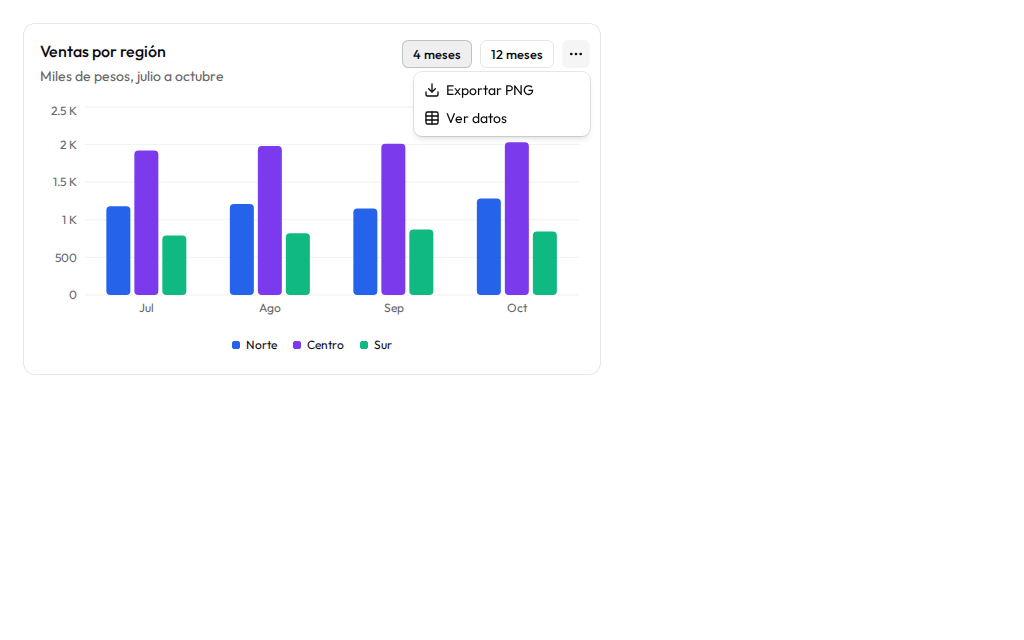 Ventas por región
Miles de pesos, julio a octubre
4 meses
12 meses
Exportar PNG
Ver datos
2.5 K
2 K
1.5 K
1 K
500
0
Jul
Ago
Sep
Oct
Norte
Centro
Sur